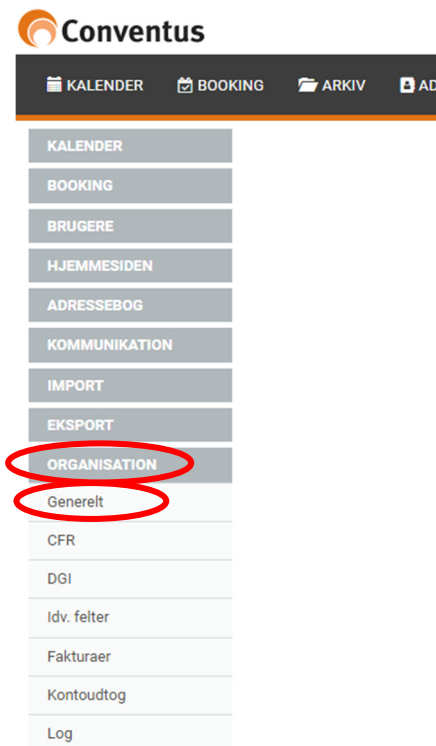 Conventus
KALENDER BOOKING ARKIV AD
KALENDER
BOOKING
BRUGERE
HJEMMESIDEN
ADRESSEBOG
KOMMUNIKATION
IMPORT
EKSPORT
ORGANISATION
Generelt
CFR
DGI
Idv. felter
Fakturaer
Kontoudtog
Log